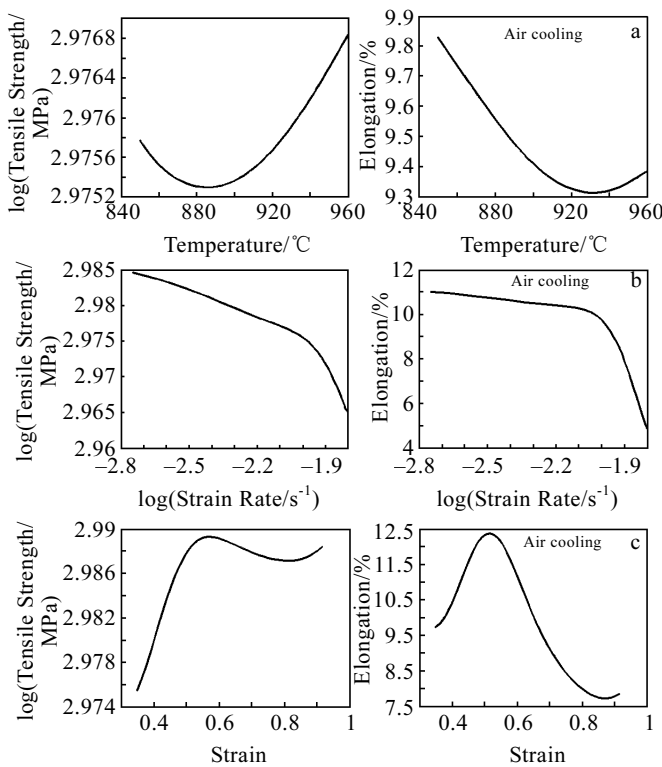 log(Tensile Strength/
MPa)
2.9768
2.9764
2.976
2.9756
2.9752
840 880 920 960
Temperature/℃
Elongation/%
9.9
9.8
9.7
9.6
9.5
9.4
9.3
Air cooling a
840 880 920 960
Temperature/℃
log(Tensile Strength/
MPa)
2.985
2.98
2.975
2.97
2.965
2.96
−2.8 −2.5 −2.2 −1.9
log(Strain Rate/s⁻¹)
Elongation/%
12
10
8
6
4
Air cooling b
−2.8 −2.5 −2.2 −1.9
log(Strain Rate/s⁻¹)
log(Tensile Strength/
MPa)
2.99
2.986
2.982
2.978
2.974
0.4 0.6 0.8 1
Strain
Elongation/%
12.5
11.5
10.5
9.5
8.5
7.5
Air cooling c
0.4 0.6 0.8 1
Strain